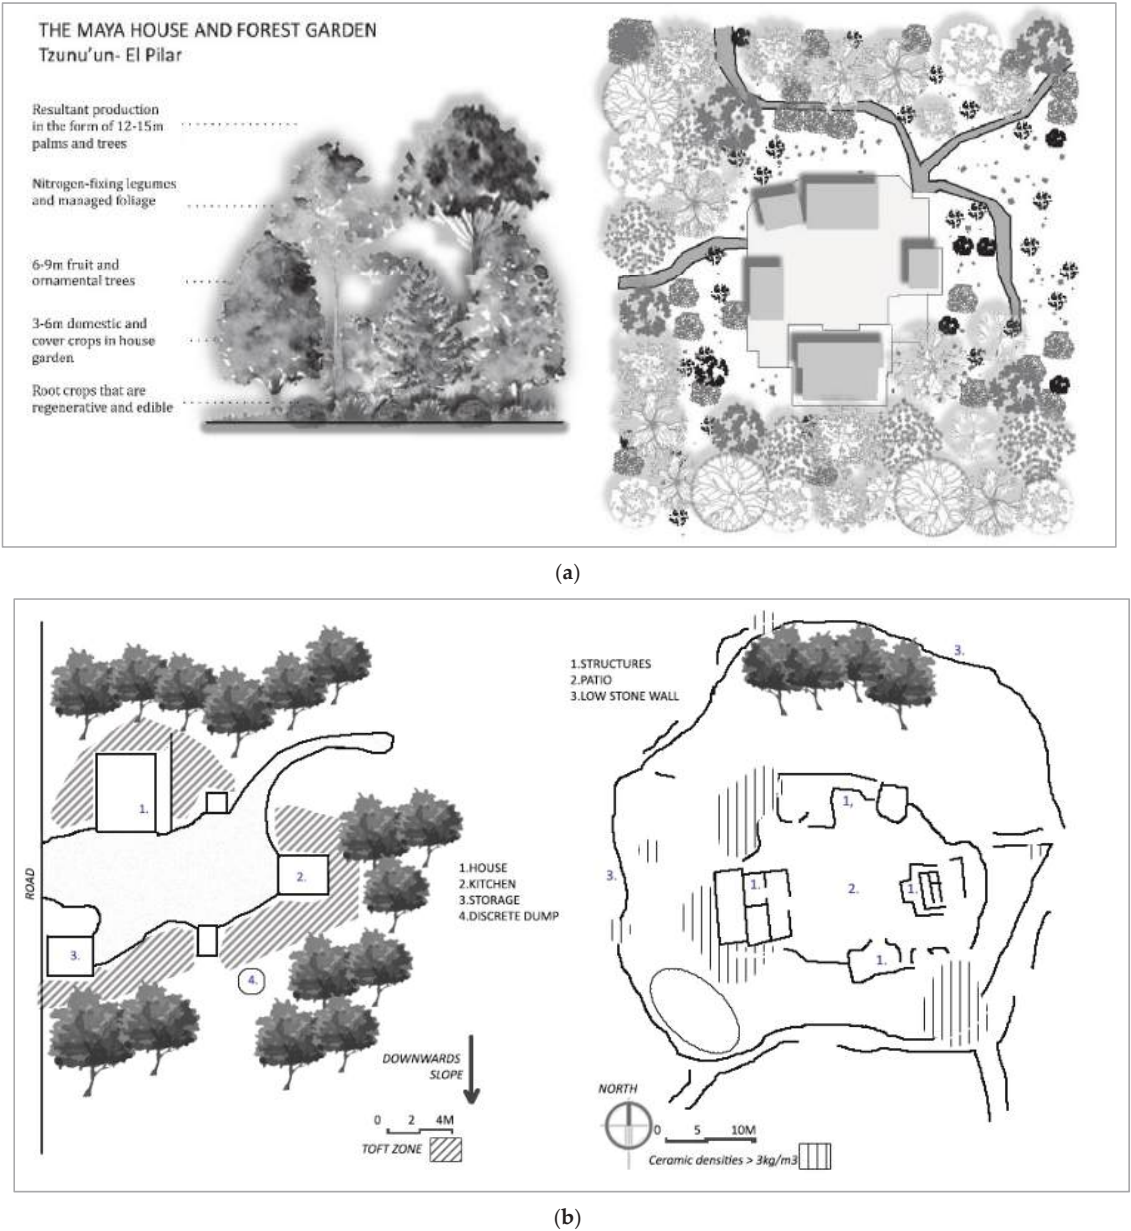 THE MAYA HOUSE AND FOREST GARDEN
Tzunu'un- El Pilar
Resultant production
in the form of 12-15m
palms and trees
Nitrogen-fixing legumes
and managed foliage
6-9m fruit and
ornamental trees
3-6m domestic and
cover crops in house
garden
Root crops that are
regenerative and edible
(a)
ROAD
1.
2.
3.
4.
1.HOUSE
2.KITCHEN
3.STORAGE
4.DISCRETE DUMP
DOWNWARDS
SLOPE
0 2 4M
TOFT ZONE
1.STRUCTURES
2.PATIO
3.LOW STONE WALL
3.
1,
3.
1.
2.
1.
1.
NORTH
0 5 10M
Ceramic densities > 3kg/m3
(b)